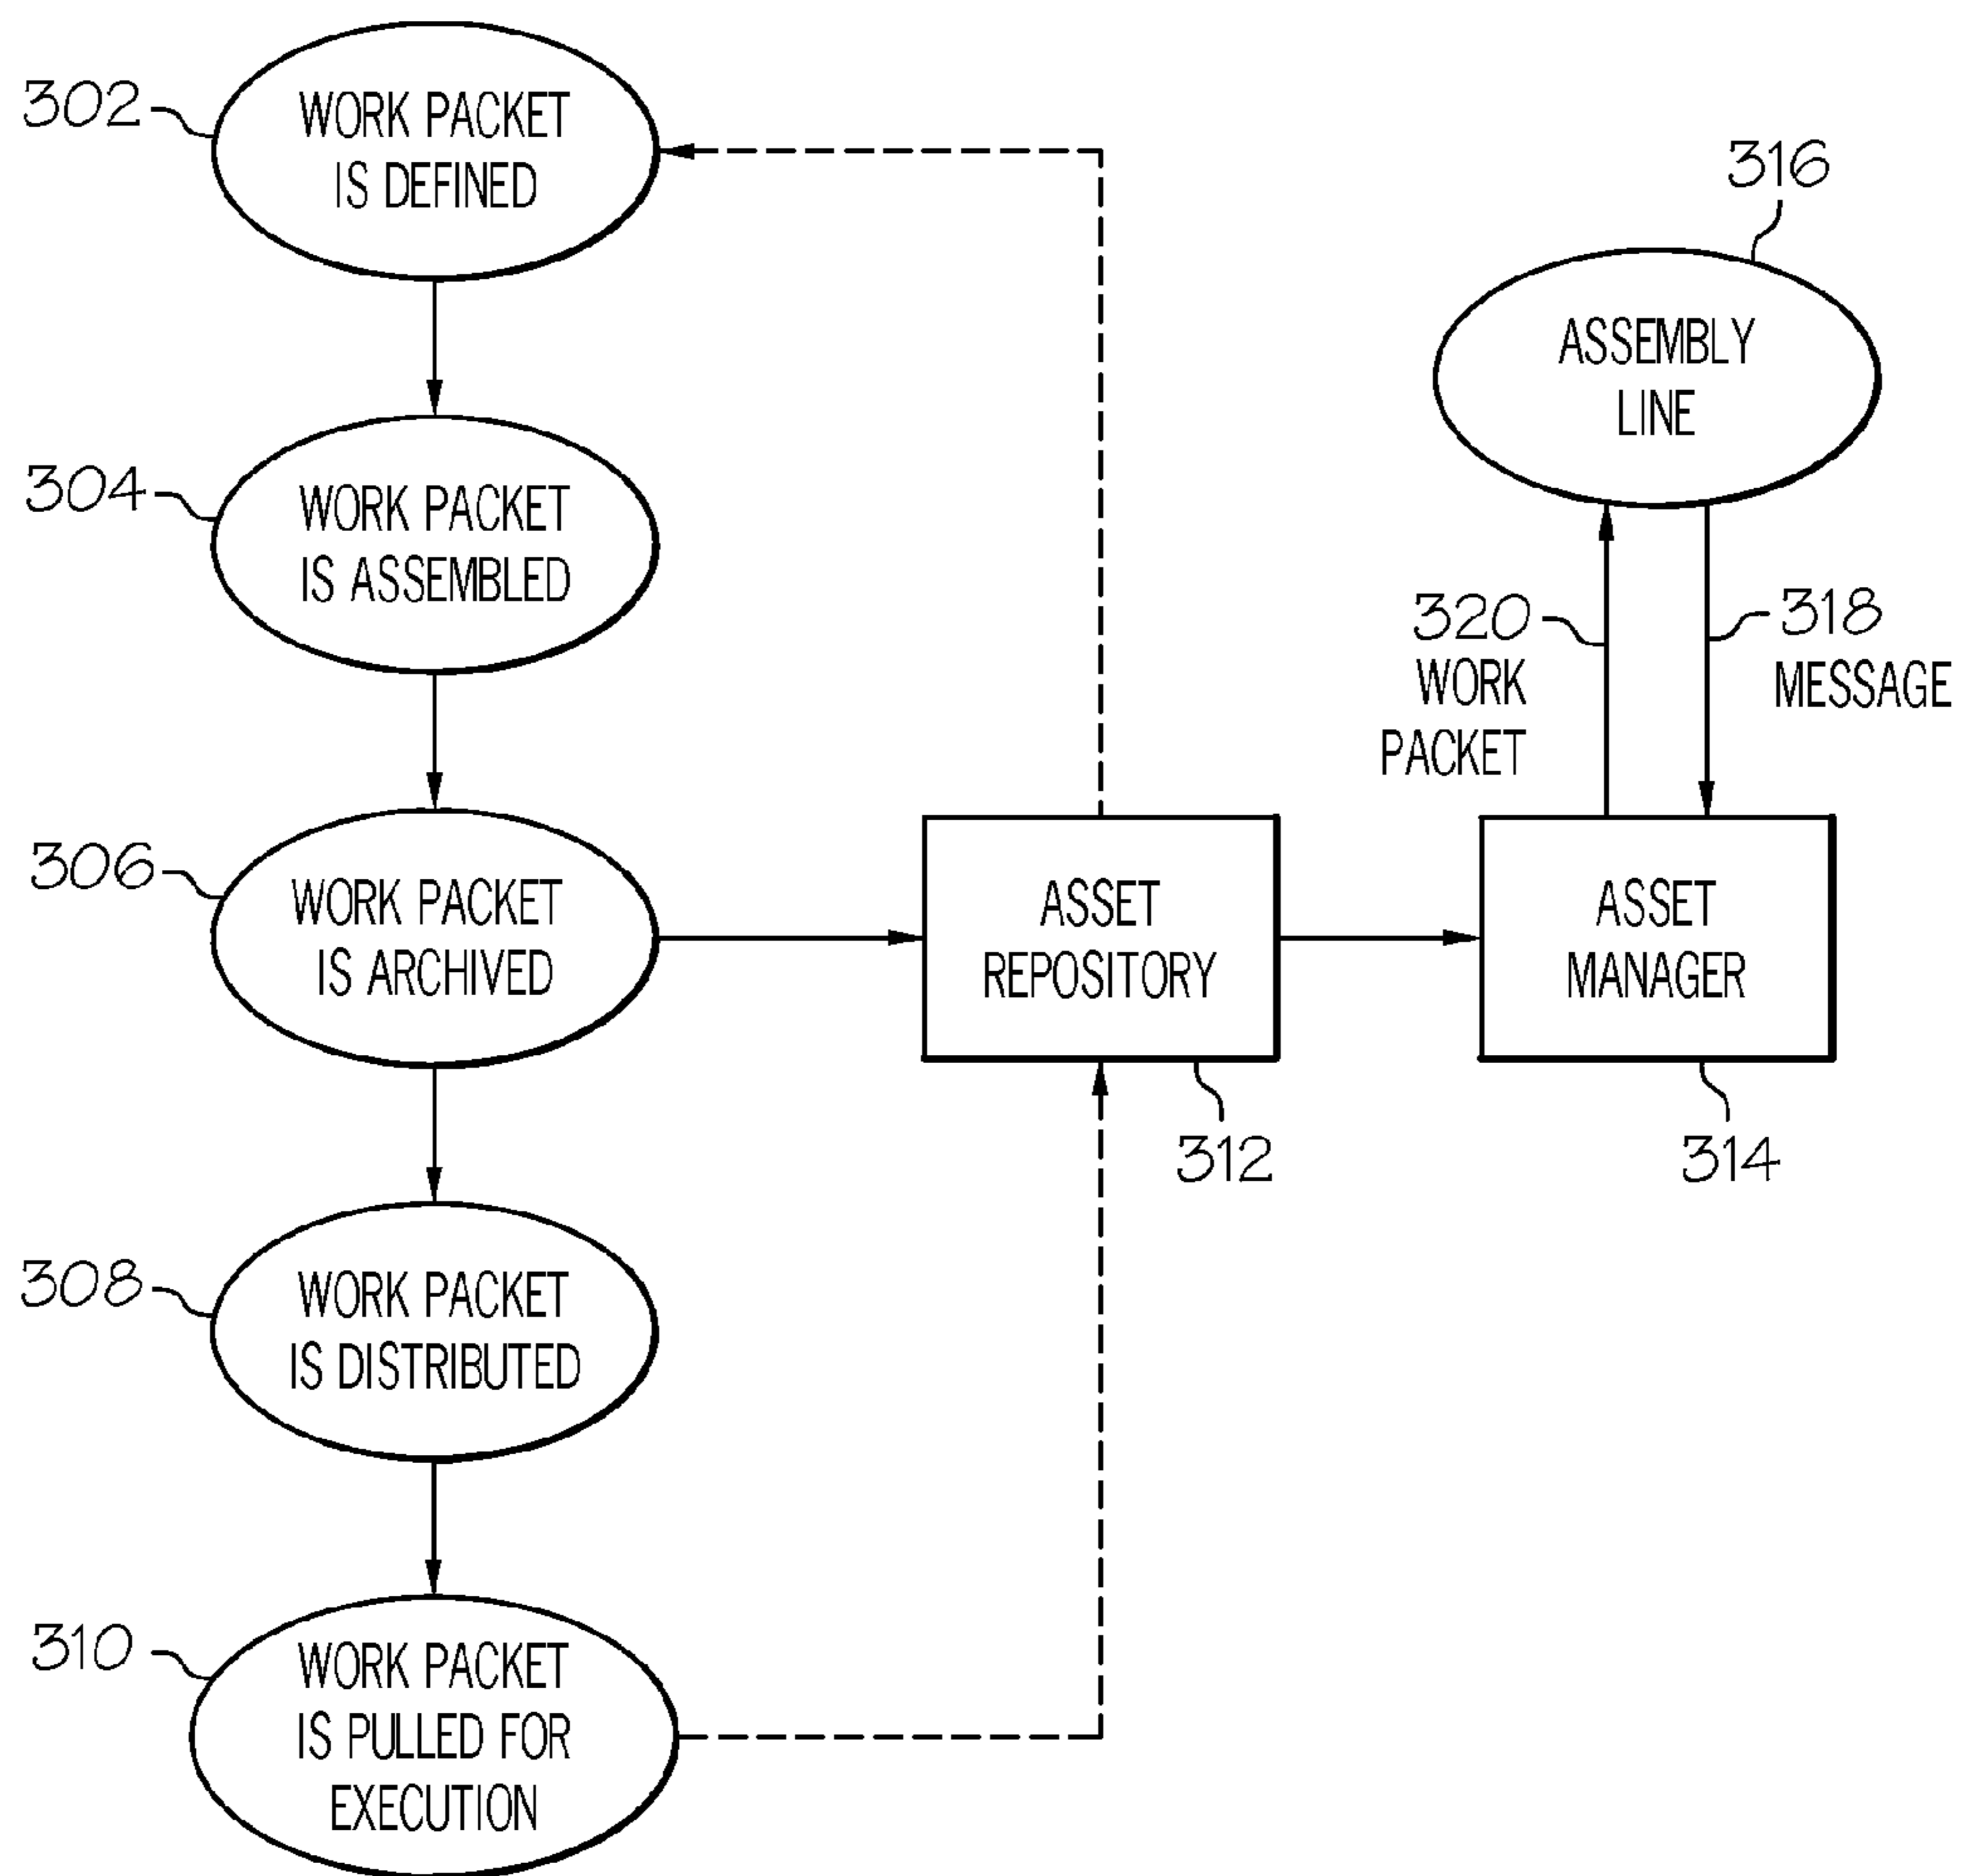 302
WORK PACKET
IS DEFINED
316
ASSEMBLY
LINE
304
WORK PACKET
IS ASSEMBLED
320
WORK
PACKET
318
MESSAGE
306
WORK PACKET
IS ARCHIVED
ASSET
REPOSITORY
312
ASSET
MANAGER
314
308
WORK PACKET
IS DISTRIBUTED
310
WORK PACKET
IS PULLED FOR
EXECUTION